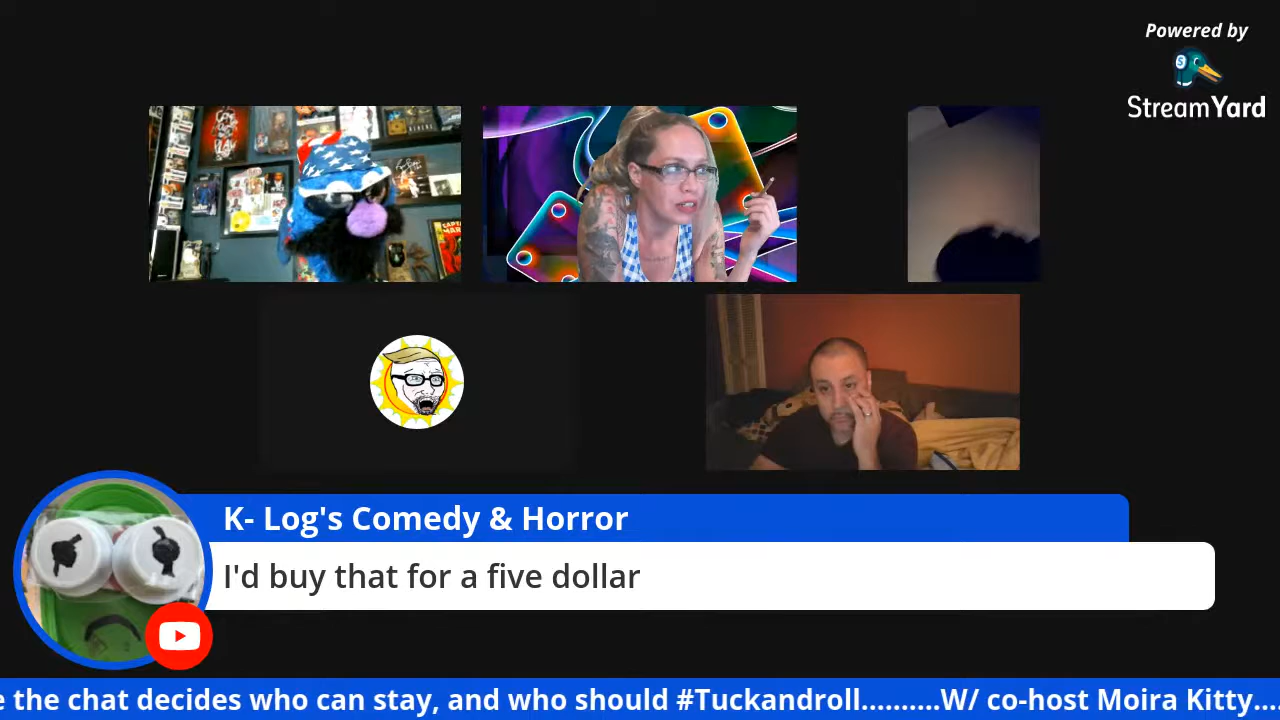 Powered by
StreamYard
K- Log's Comedy & Horror
I'd buy that for a five dollar
e the chat decides who can stay, and who should #Tuckandroll..........W/ co-host Moira Kitty....